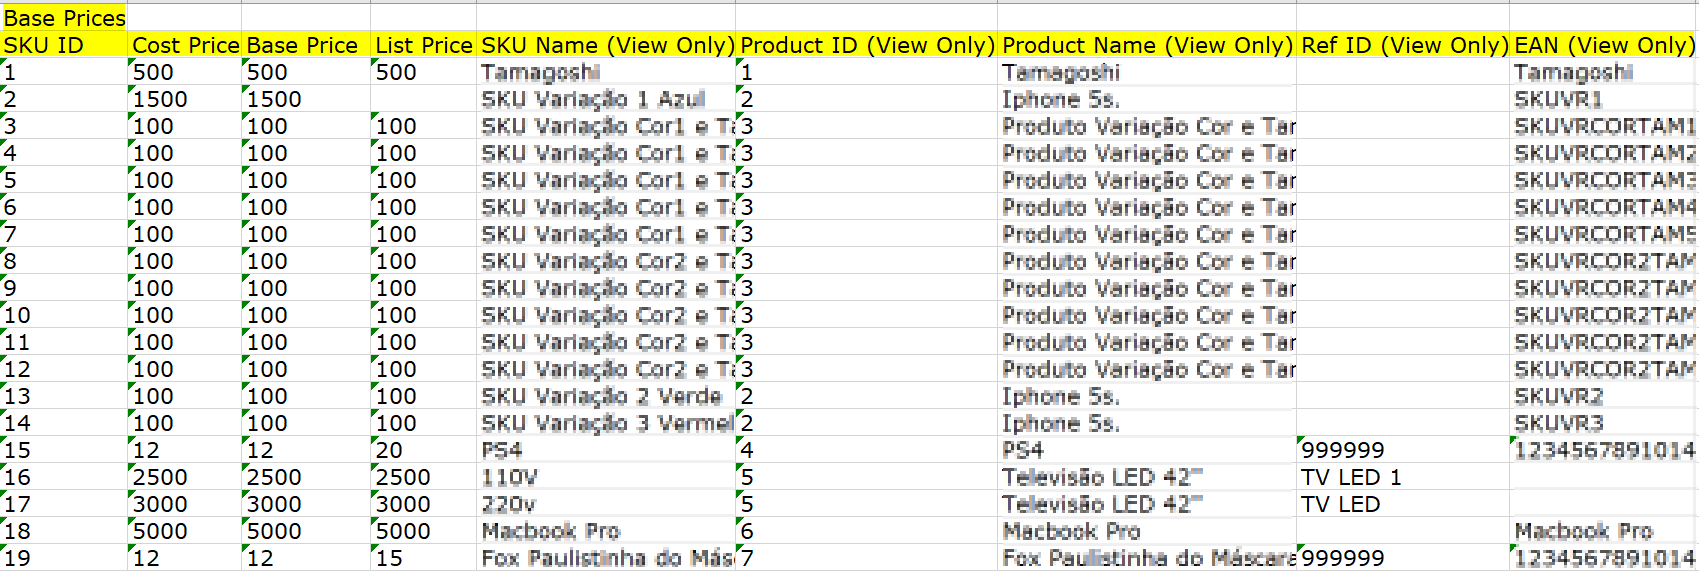 Base Prices
SKU ID Cost Price Base Price List Price SKU Name (View Only) Product ID (View Only) Product Name (View Only) Ref ID (View Only) EAN (View Only)
1 500 500 500 Tamagoshi 1 Tamagoshi Tamagoshi
2 1500 1500 SKU Variação 1 Azul 2 Iphone 5s. SKUVR1
3 100 100 100 SKU Variação Cor1 e Ta 3 Produto Variação Cor e Tar SKUVRCORTAM1
4 100 100 100 SKU Variação Cor1 e Ta 3 Produto Variação Cor e Tar SKUVRCORTAM2
5 100 100 100 SKU Variação Cor1 e Ta 3 Produto Variação Cor e Tar SKUVRCORTAM3
6 100 100 100 SKU Variação Cor1 e Ta 3 Produto Variação Cor e Tar SKUVRCORTAM4
7 100 100 100 SKU Variação Cor1 e Ta 3 Produto Variação Cor e Tar SKUVRCORTAM5
8 100 100 100 SKU Variação Cor2 e Ta 3 Produto Variação Cor e Tar SKUVRCOR2TAM
9 100 100 100 SKU Variação Cor2 e Ta 3 Produto Variação Cor e Tar SKUVRCOR2TAM
10 100 100 100 SKU Variação Cor2 e Ta 3 Produto Variação Cor e Tar SKUVRCOR2TAM
11 100 100 100 SKU Variação Cor2 e Ta 3 Produto Variação Cor e Tar SKUVRCOR2TAM
12 100 100 100 SKU Variação Cor2 e Ta 3 Produto Variação Cor e Tar SKUVRCOR2TAM
13 100 100 100 SKU Variação 2 Verde 2 Iphone 5s. SKUVR2
14 100 100 100 SKU Variação 3 Vermel 2 Iphone 5s. SKUVR3
15 12 12 20 PS4 4 PS4 999999 1234567891014
16 2500 2500 2500 110V 5 Televisão LED 42'" TV LED 1
17 3000 3000 3000 220v 5 Televisão LED 42'" TV LED
18 5000 5000 5000 Macbook Pro 6 Macbook Pro Macbook Pro
19 12 12 15 Fox Paulistinha do Más 7 Fox Paulistinha do Máscara 999999 1234567891014